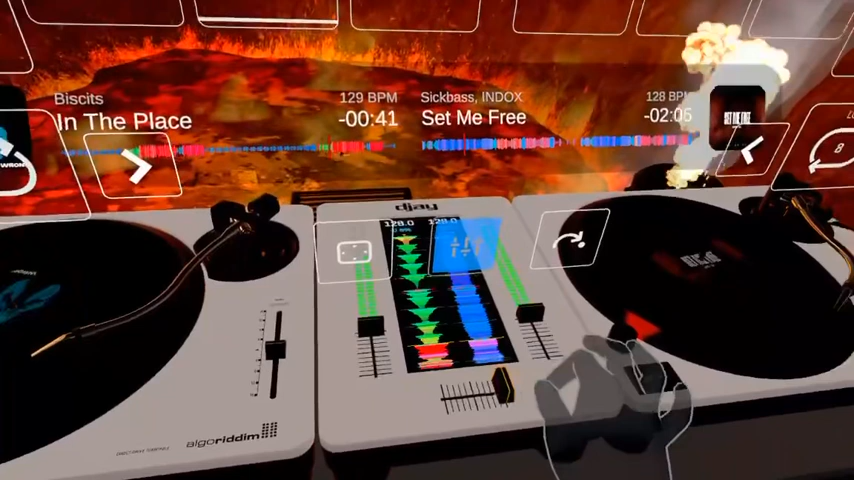 Biscits
129 BPM
In The Place
-00:41
Sickbass, INDOX
128 BPM
Set Me Free
-02:05
8
djay
128.0
128.0
algoriddim